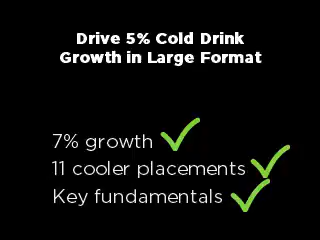 Drive 5% Cold Drink
Growth in Large Format
7% growth
11 cooler placements
Key fundamentals